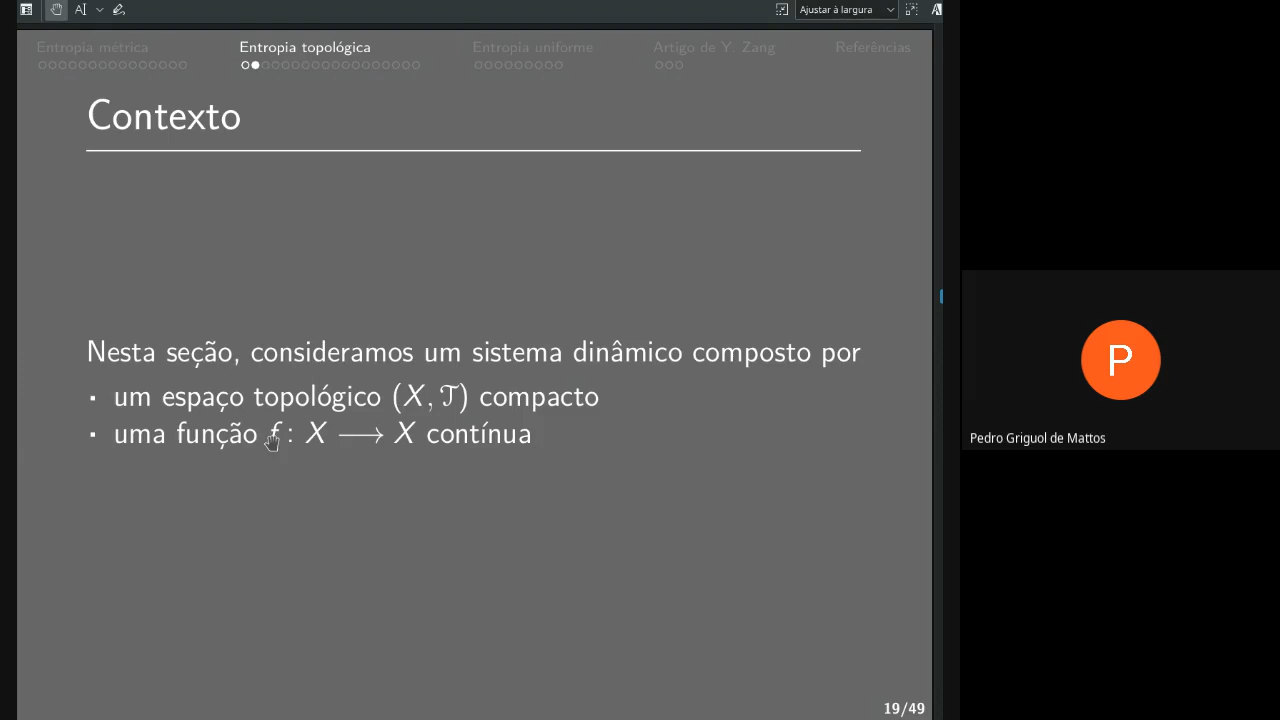 Ajustar à largura
Entropia métrica
Entropia topológica
Entropia uniforme
Artigo de Y. Zang
Referências
Contexto
Nesta seção, consideramos um sistema dinâmico composto por
· um espaço topológico (X, 𝒯) compacto
· uma função f : X ⟶ X contínua
P
Pedro Griguol de Mattos
19/49